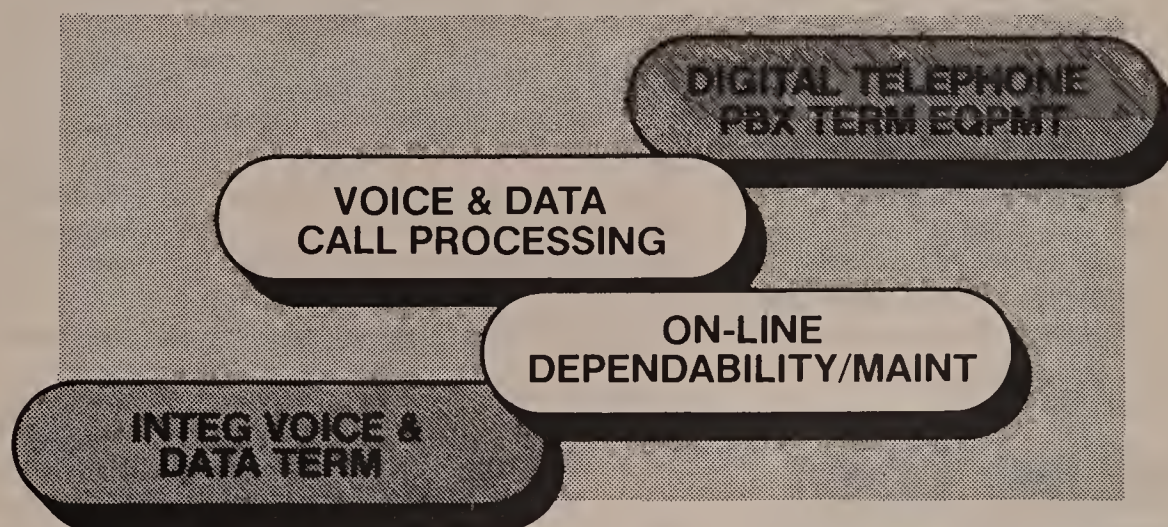 DIGITAL TELEPHONE
PBX TERM EQPMT
VOICE & DATA
CALL PROCESSING
ON-LINE
DEPENDABILITY/MAINT
INTEG VOICE &
DATA TERM